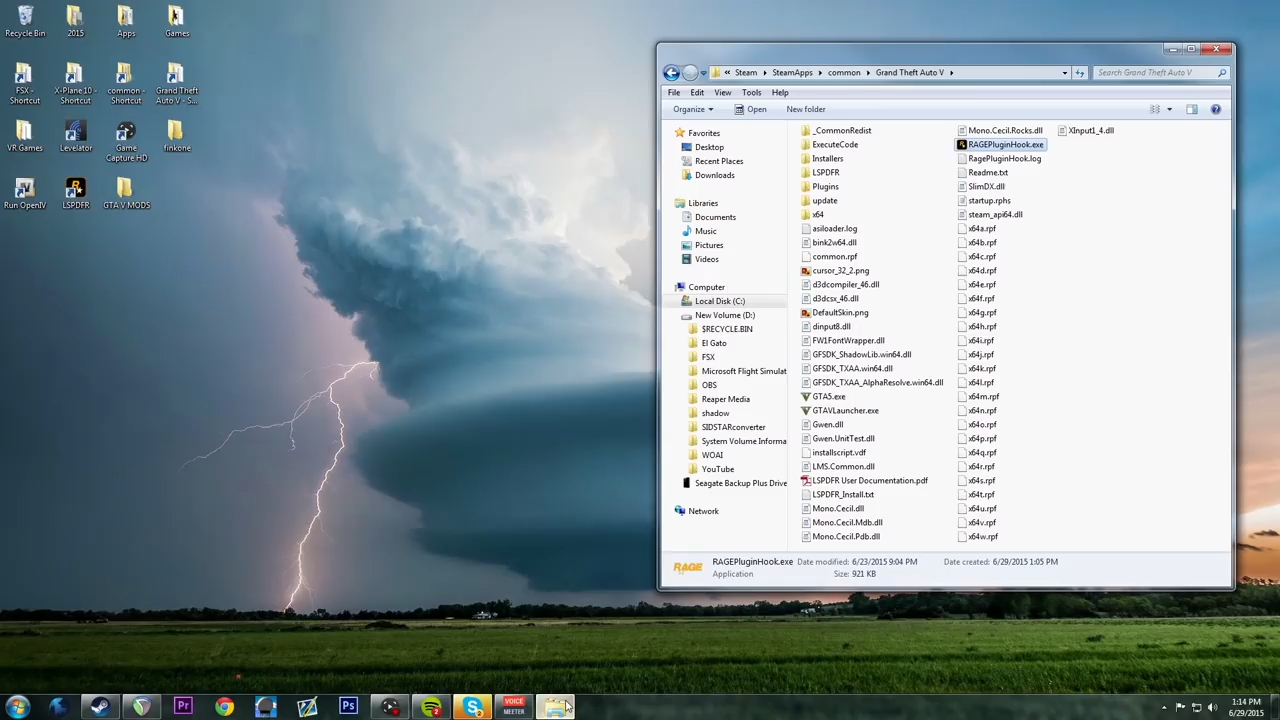 Recycle Bin
2015
Apps
Games
FSX - Shortcut
X-Plane 10 - Shortcut
common - Shortcut
Grand Theft Auto V - S...
VR Games
Levelator
Game Capture HD
finkone
Run OpenIV
LSPDFR
GTA V MODS
« Steam ▸ SteamApps ▸ common ▸ Grand Theft Auto V ▸
Search Grand Theft Auto V
File Edit View Tools Help
Organize ▾ Open New folder
Favorites
Desktop
Recent Places
Downloads
Libraries
Documents
Music
Pictures
Videos
Computer
Local Disk (C:)
New Volume (D:)
$RECYCLE.BIN
El Gato
FSX
Microsoft Flight Simulat
OBS
Reaper Media
shadow
SIDSTARconverter
System Volume Informa
WOAI
YouTube
Seagate Backup Plus Drive
Network
_CommonRedist
ExecuteCode
Installers
LSPDFR
Plugins
update
x64
asiloader.log
bink2w64.dll
common.rpf
cursor_32_2.png
d3dcompiler_46.dll
d3dcsx_46.dll
DefaultSkin.png
dinput8.dll
FW1FontWrapper.dll
GFSDK_ShadowLib.win64.dll
GFSDK_TXAA.win64.dll
GFSDK_TXAA_AlphaResolve.win64.dll
GTA5.exe
GTAVLauncher.exe
Gwen.dll
Gwen.UnitTest.dll
installscript.vdf
LMS.Common.dll
LSPDFR User Documentation.pdf
LSPDFR_Install.txt
Mono.Cecil.dll
Mono.Cecil.Mdb.dll
Mono.Cecil.Pdb.dll
Mono.Cecil.Rocks.dll
RAGEPluginHook.exe
RagePluginHook.log
Readme.txt
SlimDX.dll
startup.rphs
steam_api64.dll
x64a.rpf
x64b.rpf
x64c.rpf
x64d.rpf
x64e.rpf
x64f.rpf
x64g.rpf
x64h.rpf
x64i.rpf
x64j.rpf
x64k.rpf
x64l.rpf
x64m.rpf
x64n.rpf
x64o.rpf
x64p.rpf
x64q.rpf
x64r.rpf
x64s.rpf
x64t.rpf
x64u.rpf
x64v.rpf
x64w.rpf
XInput1_4.dll
RAGE
RAGEPluginHook.exe Date modified: 6/23/2015 9:04 PM Date created: 6/29/2015 1:05 PM
Application Size: 921 KB
Pr
Ps
2
S
2
VOICE
MEETER
1:14 PM
6/29/2015